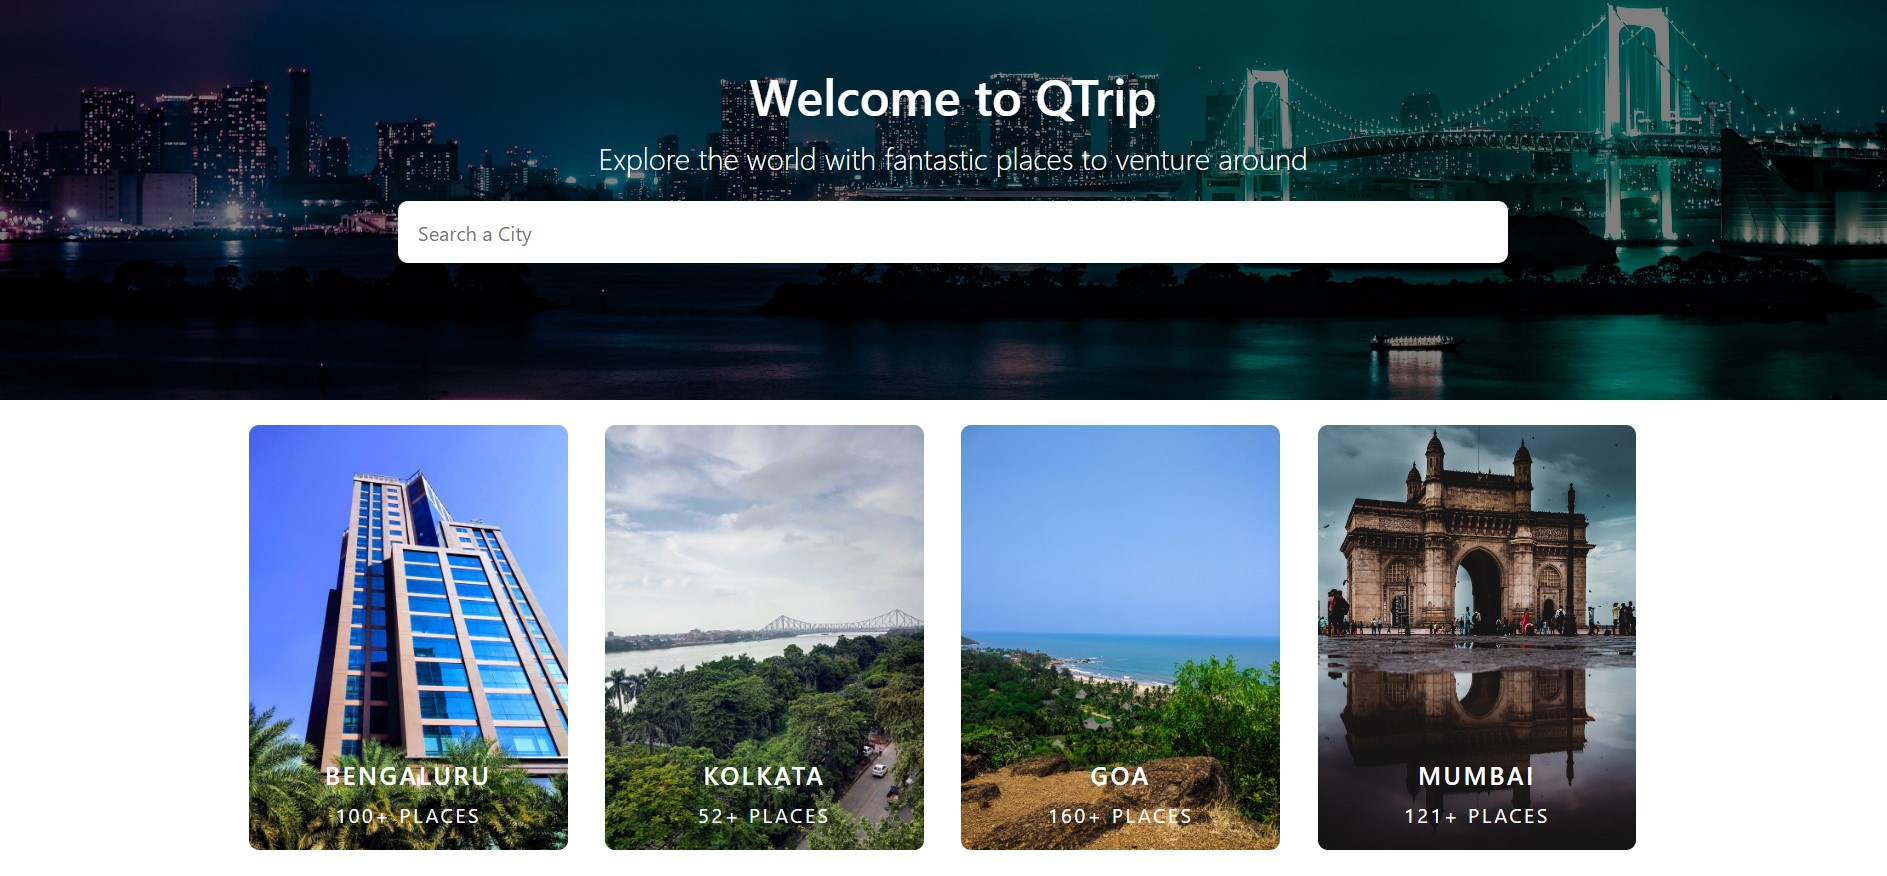 Welcome to QTrip
Explore the world with fantastic places to venture around
Search a City
BENGALURU
100+ PLACES
KOLKATA
52+ PLACES
GOA
160+ PLACES
MUMBAI
121+ PLACES